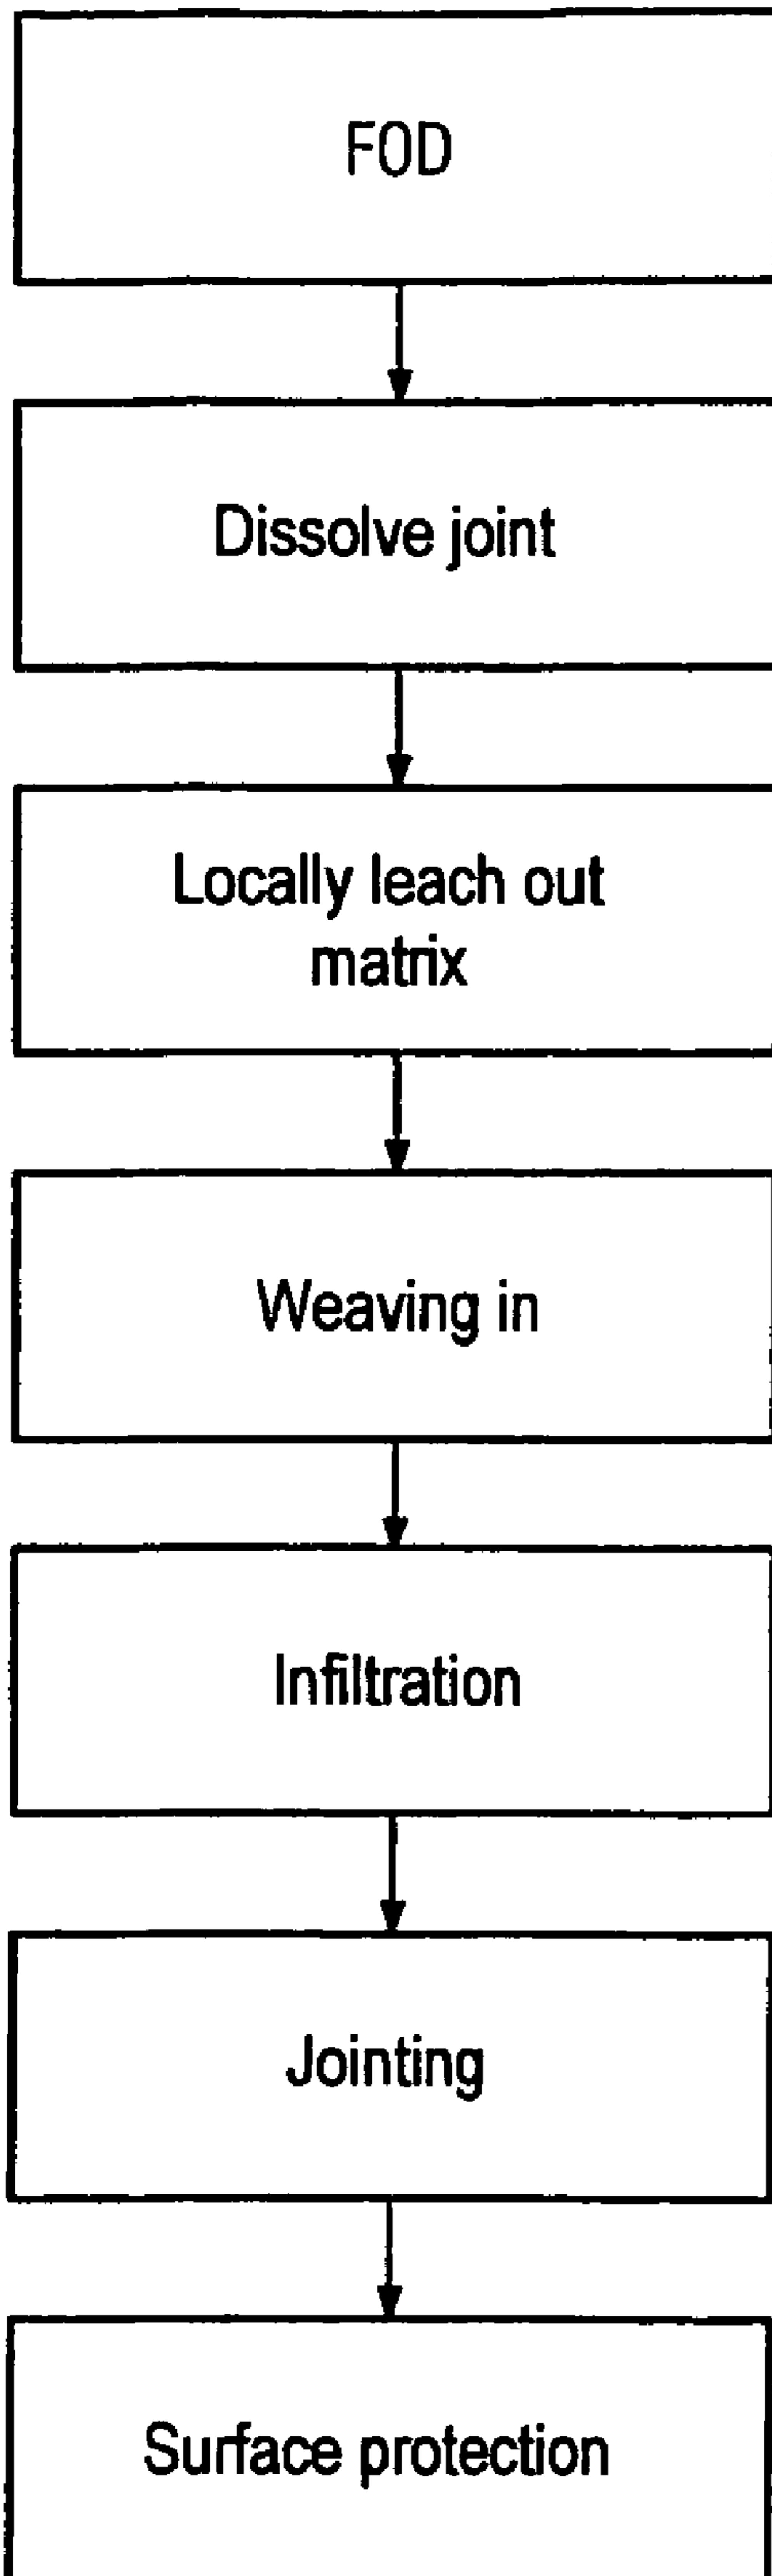 FOD
Dissolve joint
Locally leach out
matrix
Weaving in
Infiltration
Jointing
Surface protection